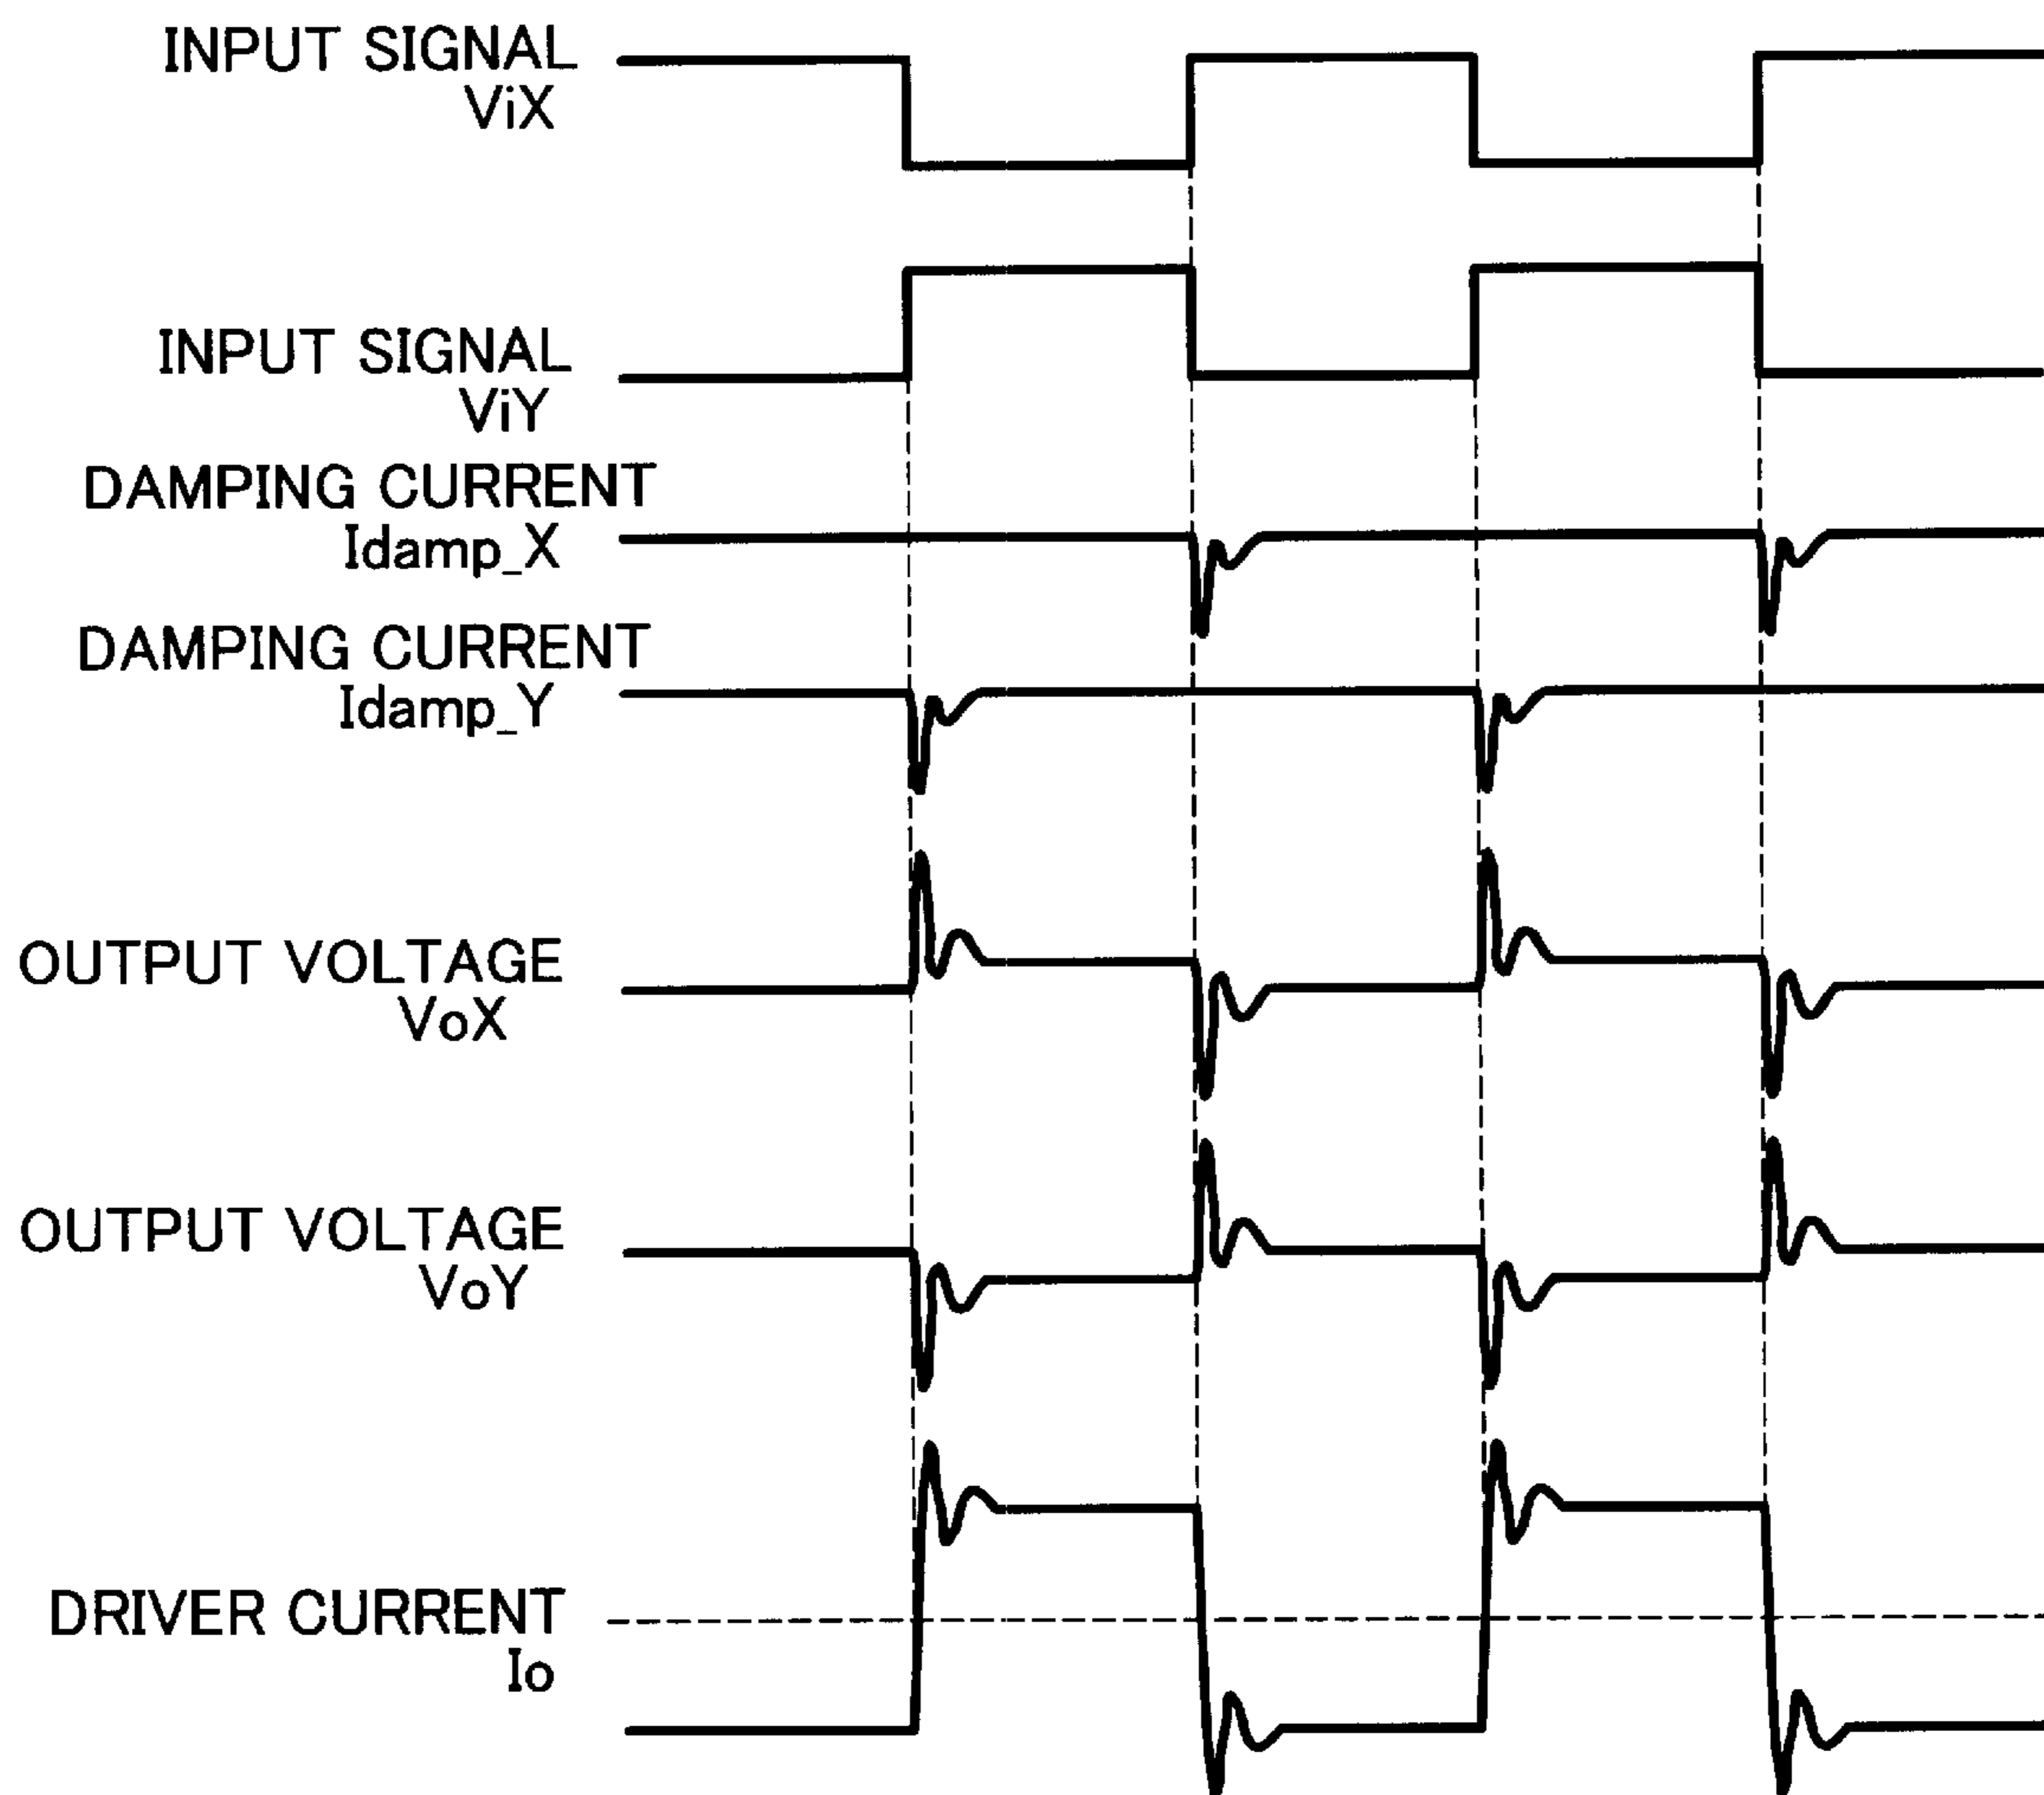 INPUT SIGNAL
ViX
INPUT SIGNAL
ViY
DAMPING CURRENT
Idamp_X
DAMPING CURRENT
Idamp_Y
OUTPUT VOLTAGE
VoX
OUTPUT VOLTAGE
VoY
DRIVER CURRENT
Io